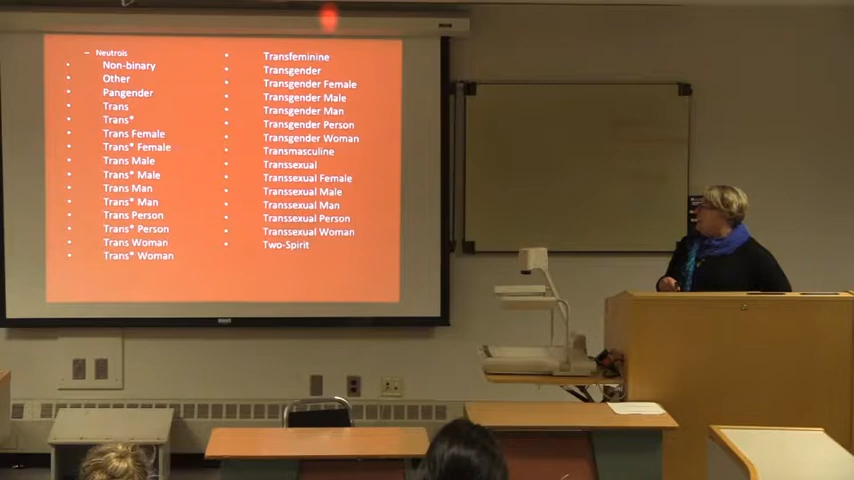 – Neutrois
• Non-binary
• Other
• Pangender
• Trans
• Trans*
• Trans Female
• Trans* Female
• Trans Male
• Trans* Male
• Trans Man
• Trans* Man
• Trans Person
• Trans* Person
• Trans Woman
• Trans* Woman
• Transfeminine
• Transgender
• Transgender Female
• Transgender Male
• Transgender Man
• Transgender Person
• Transgender Woman
• Transmasculine
• Transsexual
• Transsexual Female
• Transsexual Male
• Transsexual Man
• Transsexual Person
• Transsexual Woman
• Two-Spirit